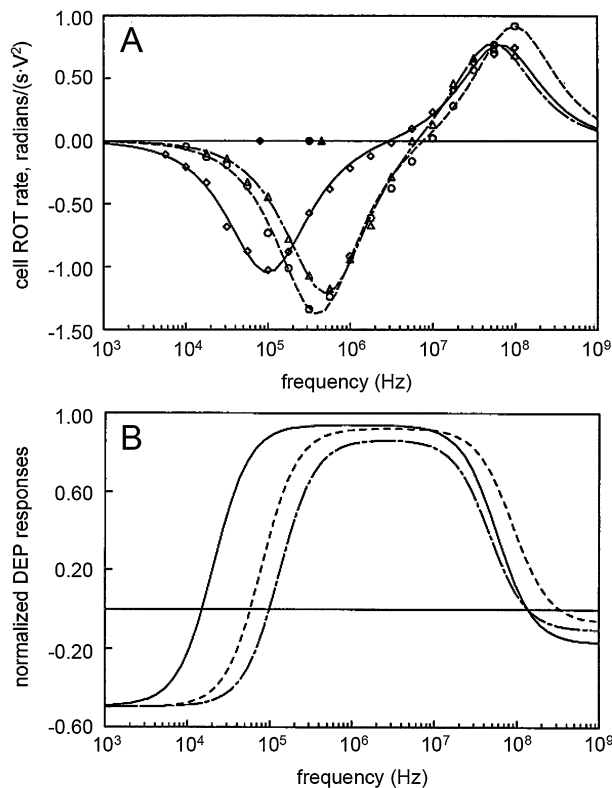 A
cell ROT rate, radians/(s·V²)
1.00
0.50
0.00
-0.50
-1.00
-1.50
10³ 10⁴ 10⁵ 10⁶ 10⁷ 10⁸ 10⁹
frequency (Hz)
B
normalized DEP responses
1.00
0.60
0.20
-0.20
-0.60
10³ 10⁴ 10⁵ 10⁶ 10⁷ 10⁸ 10⁹
frequency (Hz)